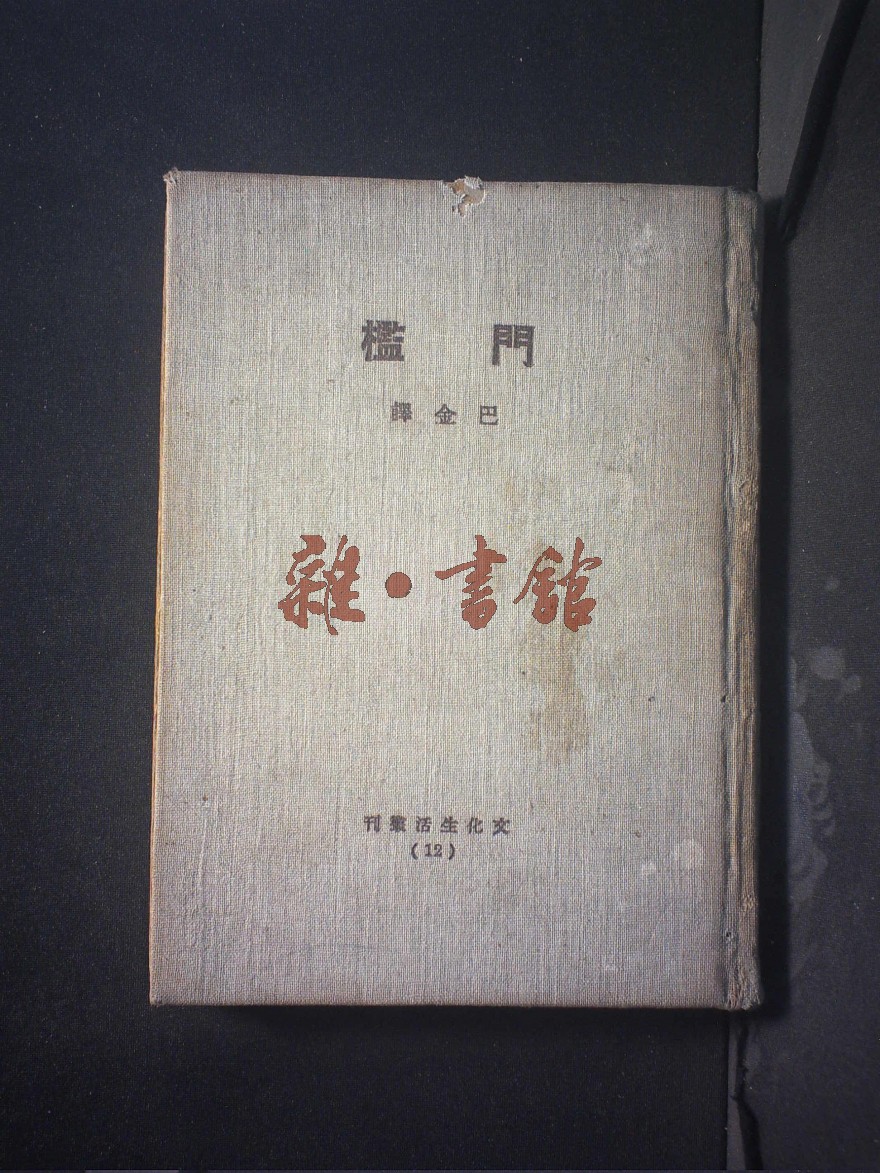 門檻
巴金譯
雜・書館
文化生活叢刊
(12)